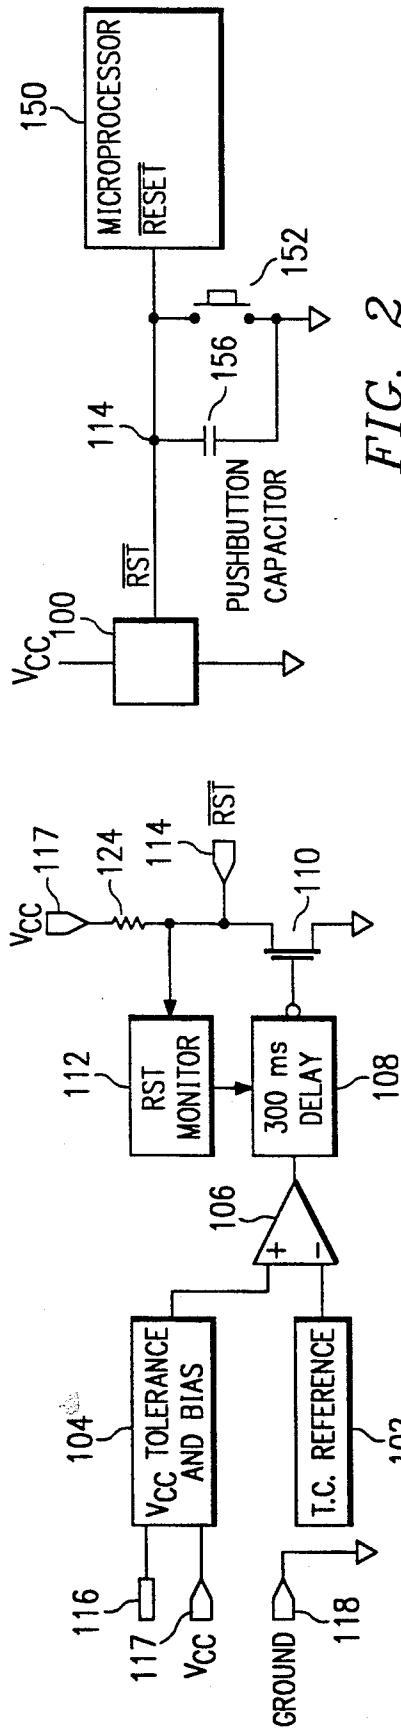 116
117
VCC
104
VCC TOLERANCE
AND BIAS
GROUND
118
T.C. REFERENCE
106
+
−
112
RST
MONITOR
300 ms
DELAY
108
VCC
117
124
114
RST
110
VCC
100
RST
114
PUSHBUTTON
CAPACITOR
156
152
150
MICROPROCESSOR
RESET
FIG. 2